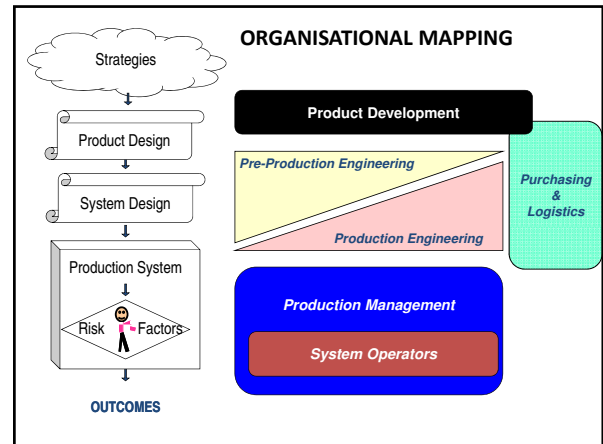 ORGANISATIONAL MAPPING
Strategies
Product Design
System Design
Production System
Risk Factors
OUTCOMES
Product Development
Pre-Production Engineering
Production Engineering
Purchasing
&
Logistics
Production Management
System Operators